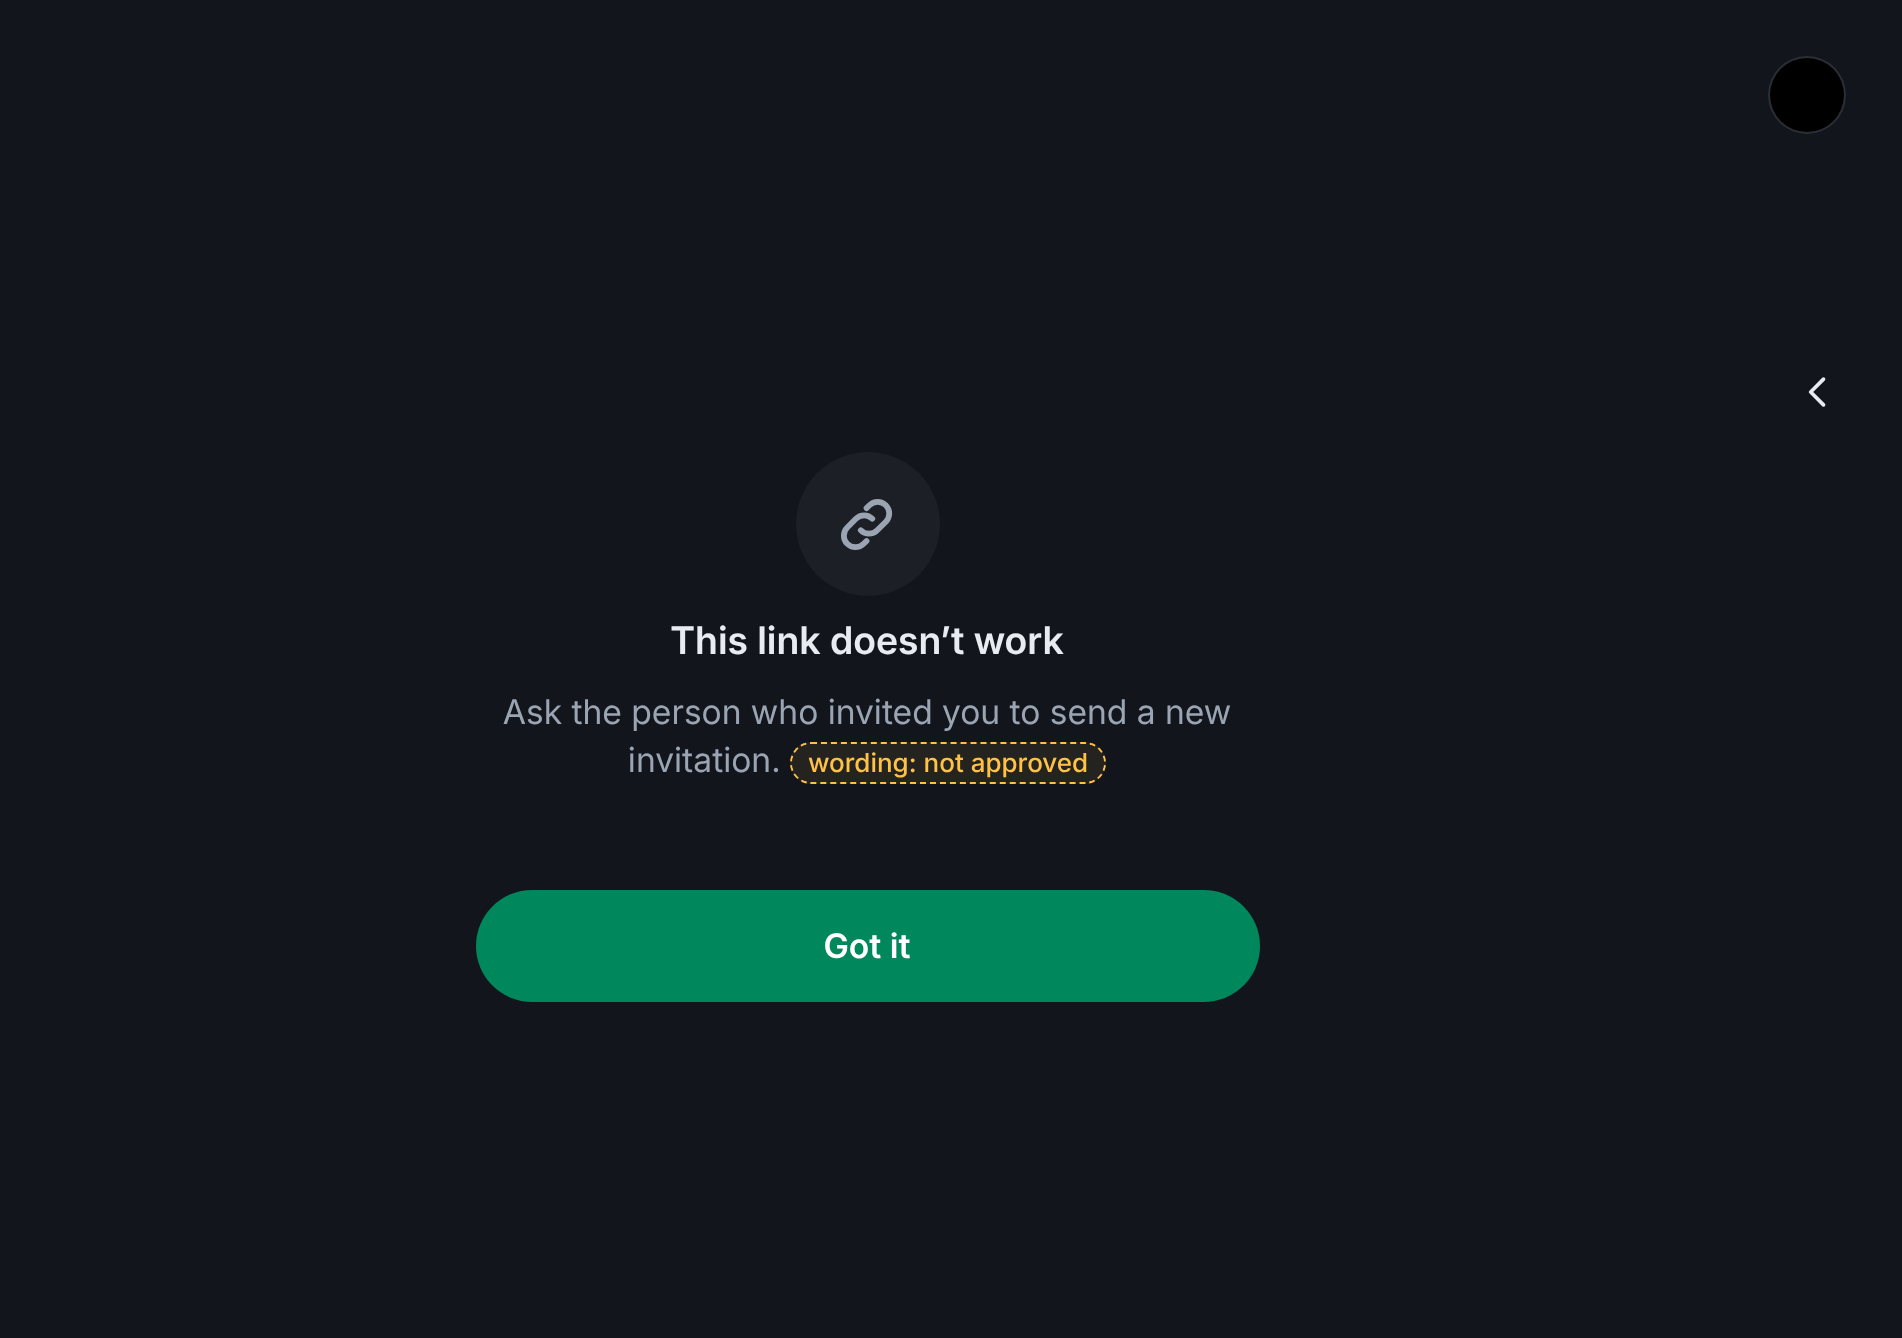 This link doesn’t work
Ask the person who invited you to send a new
invitation. wording: not approved
Got it